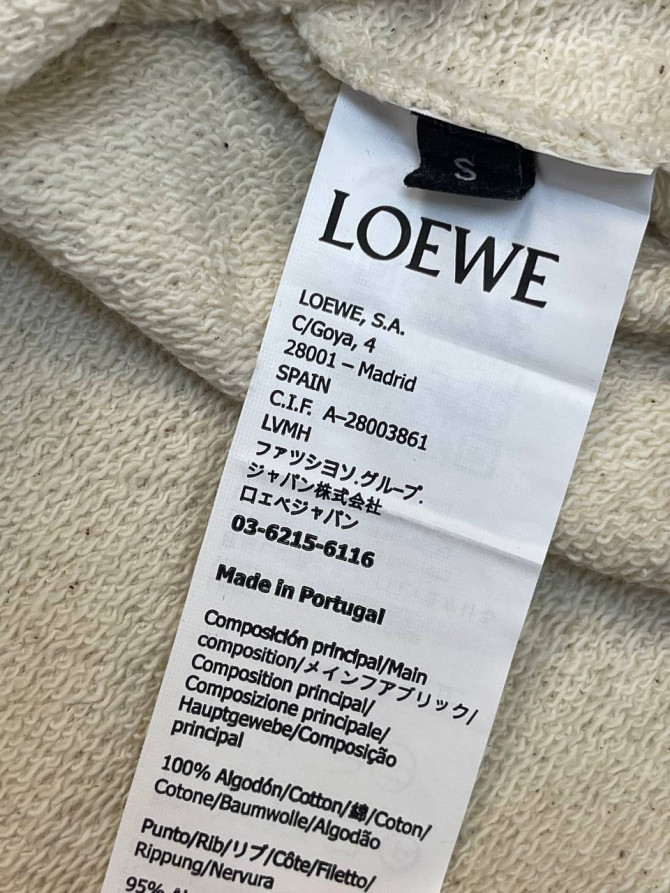 S
LOEWE
LOEWE, S.A.
C/Goya, 4
28001 – Madrid
SPAIN
C.I.F. A–28003861
LVMH
ファツシヨソ.グループ.
ジャパン株式会社
ロエベジャパン
03-6215-6116
Made in Portugal
Composición principal/Main
composition/メインフアブリック/
Composition principal/
Composizione principale/
Hauptgewebe/Composição
principal
100% Algodón/Cotton/綿/Coton/
Cotone/Baumwolle/Algodão
Punto/Rib/リブ/Côte/Filetto/
Rippung/Nervura
95%